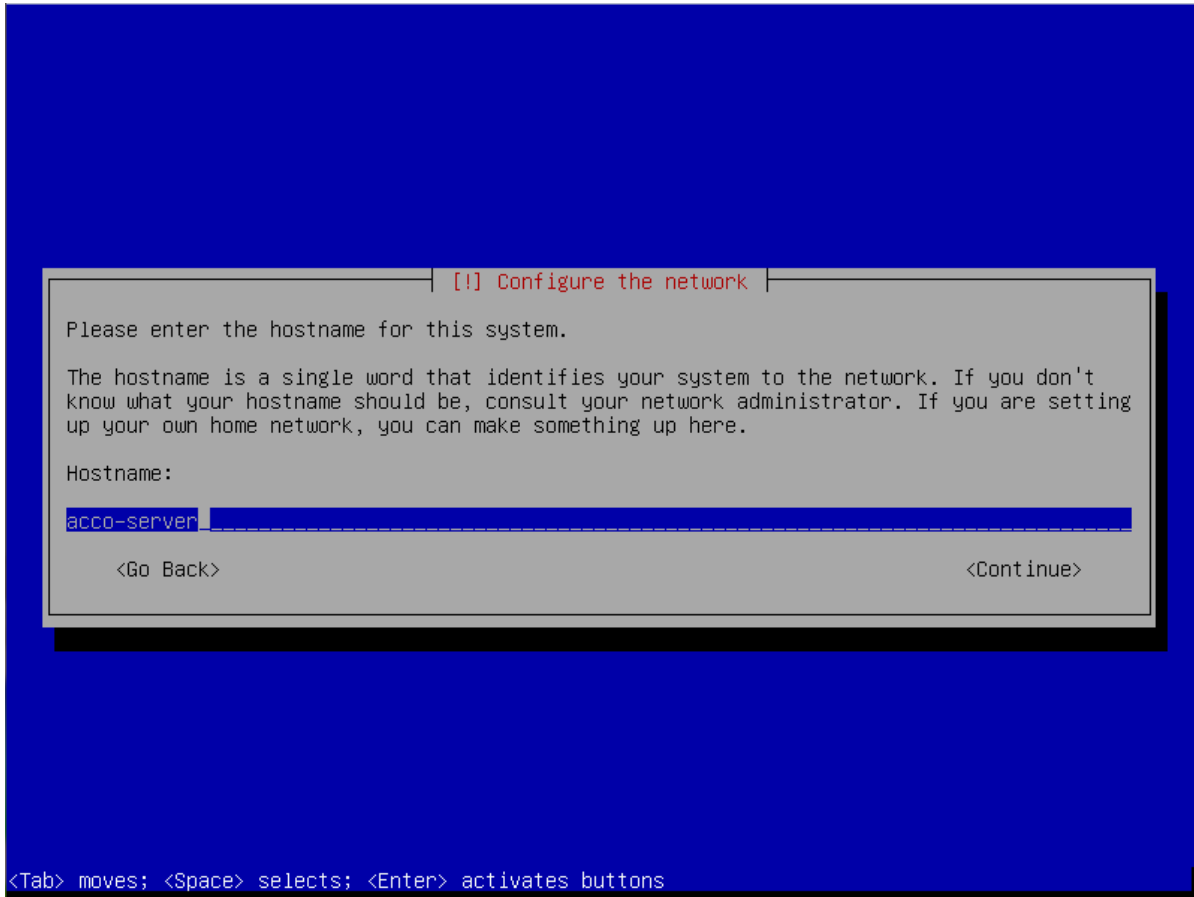 [!] Configure the network
Please enter the hostname for this system.
The hostname is a single word that identifies your system to the network. If you don't
know what your hostname should be, consult your network administrator. If you are setting
up your own home network, you can make something up here.
Hostname:
acco-server
<Go Back> <Continue>
<Tab> moves; <Space> selects; <Enter> activates buttons